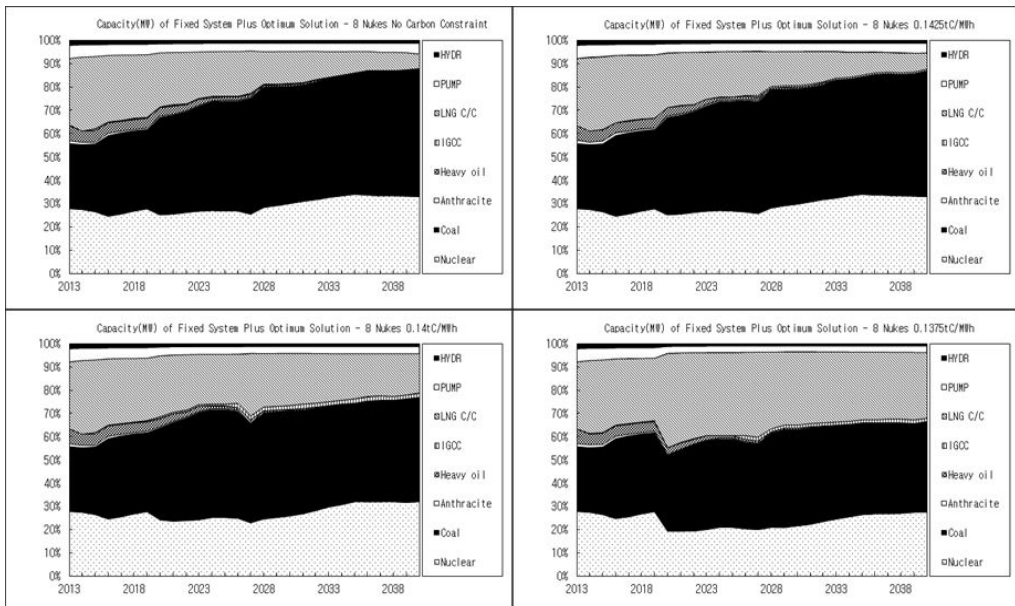 Capacity(MW) of Fixed System Plus Optimum Solution - 8 Nukes No Carbon Constraint
100%
90%
80%
70%
60%
50%
40%
30%
20%
10%
0%
2013 2018 2023 2028 2033 2038
HYDR
PUMP
LNG C/C
IGCC
Heavy oil
Anthracite
Coal
Nuclear
Capacity(MW) of Fixed System Plus Optimum Solution - 8 Nukes 0.1425tC/MWh
100%
90%
80%
70%
60%
50%
40%
30%
20%
10%
0%
2013 2018 2023 2028 2033 2038
HYDR
PUMP
LNG C/C
IGCC
Heavy oil
Anthracite
Coal
Nuclear
Capacity(MW) of Fixed System Plus Optimum Solution - 8 Nukes 0.14tC/MWh
100%
90%
80%
70%
60%
50%
40%
30%
20%
10%
0%
2013 2018 2023 2028 2033 2038
HYDR
PUMP
LNG C/C
IGCC
Heavy oil
Anthracite
Coal
Nuclear
Capacity(MW) of Fixed System Plus Optimum Solution - 8 Nukes 0.1375tC/MWh
100%
90%
80%
70%
60%
50%
40%
30%
20%
10%
0%
2013 2018 2023 2028 2033 2038
HYDR
PUMP
LNG C/C
IGCC
Heavy oil
Anthracite
Coal
Nuclear